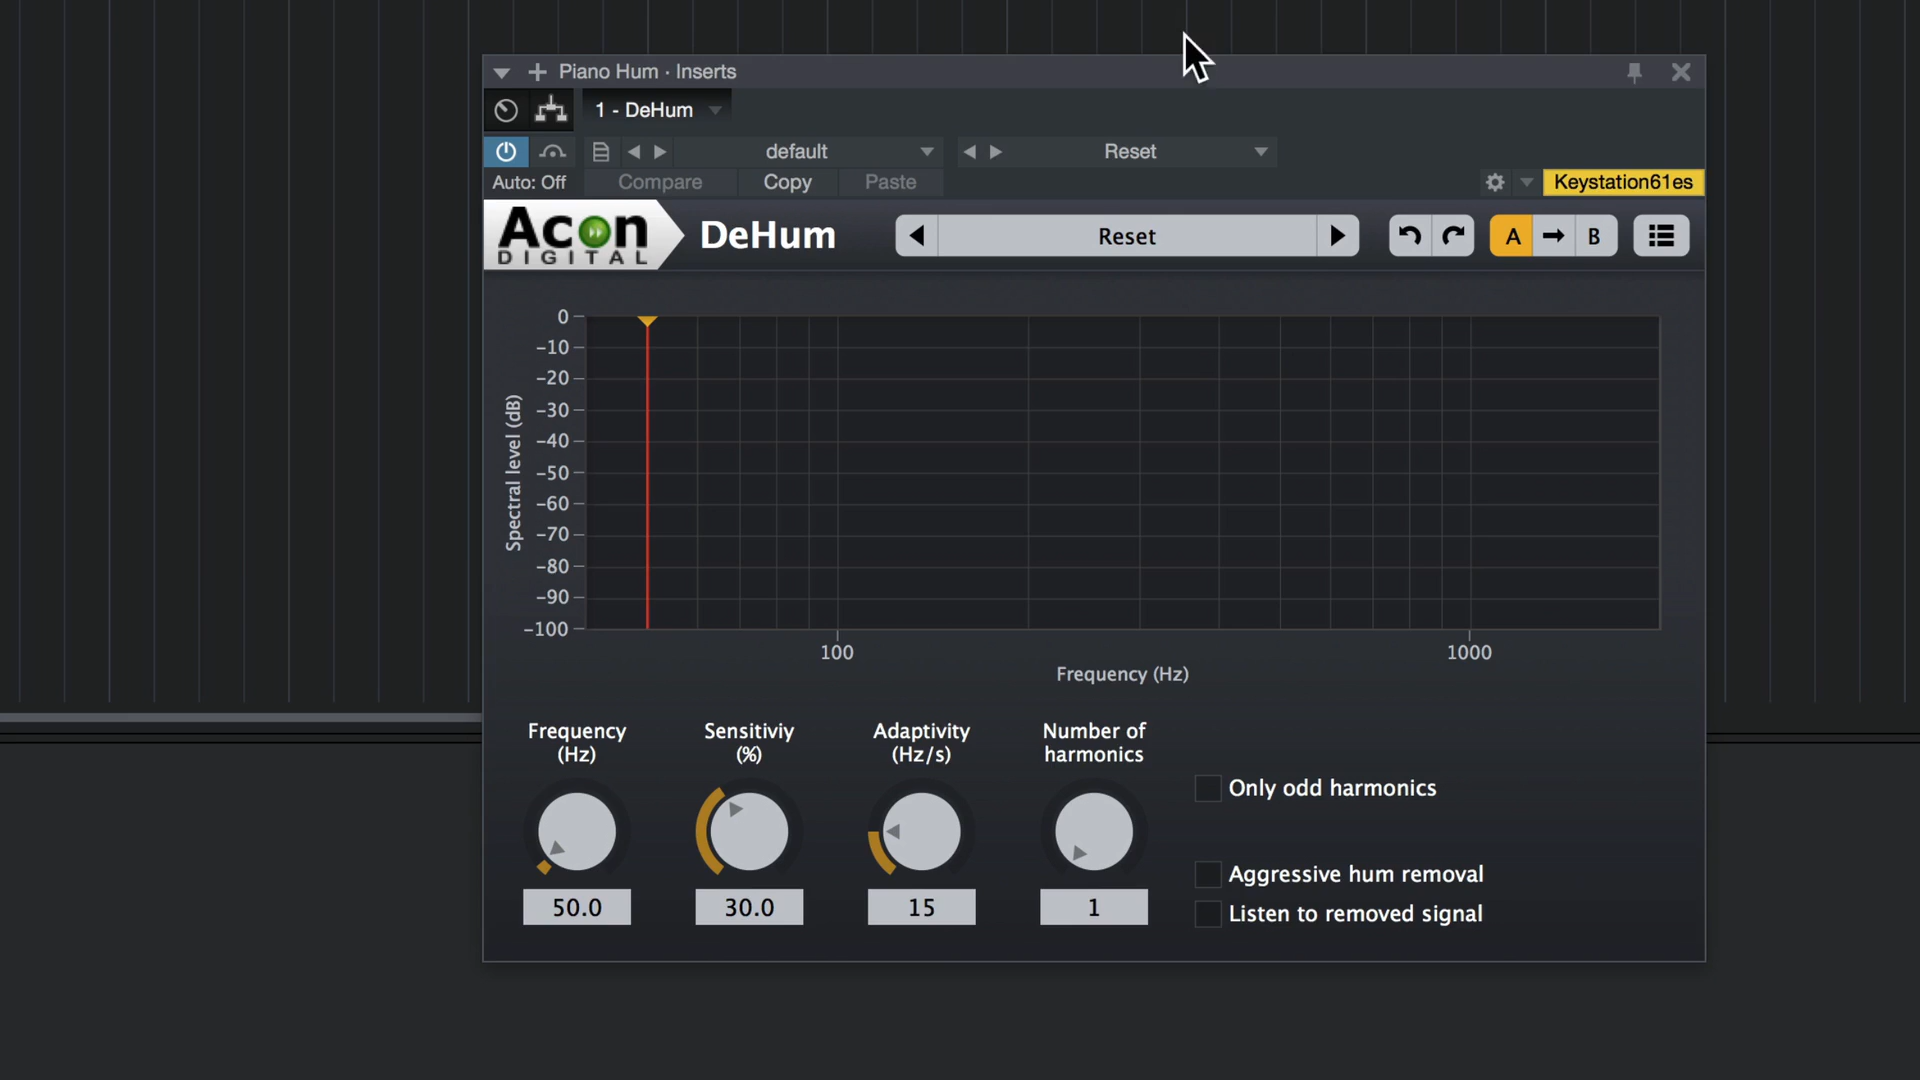 Piano Hum · Inserts
1 - DeHum
default
Reset
Auto: Off
Compare
Copy
Paste
Keystation61es
Acon
DIGITAL
DeHum
Reset
A
B
0
-10
-20
-30
-40
-50
-60
-70
-80
-90
-100
Spectral level (dB)
100
1000
Frequency (Hz)
Frequency
(Hz)
Sensitiviy
(%)
Adaptivity
(Hz/s)
Number of
harmonics
50.0
30.0
15
1
Only odd harmonics
Aggressive hum removal
Listen to removed signal